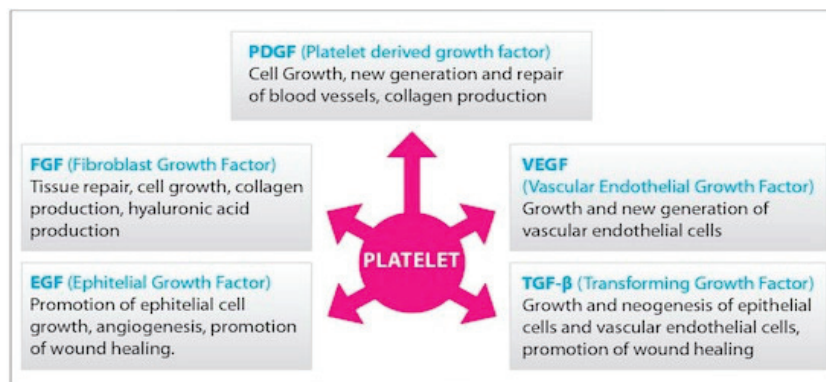 PDGF (Platelet derived growth factor)
Cell Growth, new generation and repair
of blood vessels, collagen production
FGF (Fibroblast Growth Factor)
Tissue repair, cell growth, collagen
production, hyaluronic acid
production
VEGF
(Vascular Endothelial Growth Factor)
Growth and new generation of
vascular endothelial cells
PLATELET
EGF (Ephitelial Growth Factor)
Promotion of ephitelial cell
growth, angiogenesis, promotion
of wound healing.
TGF-β (Transforming Growth Factor)
Growth and neogenesis of epithelial
cells and vascular endothelial cells,
promotion of wound healing